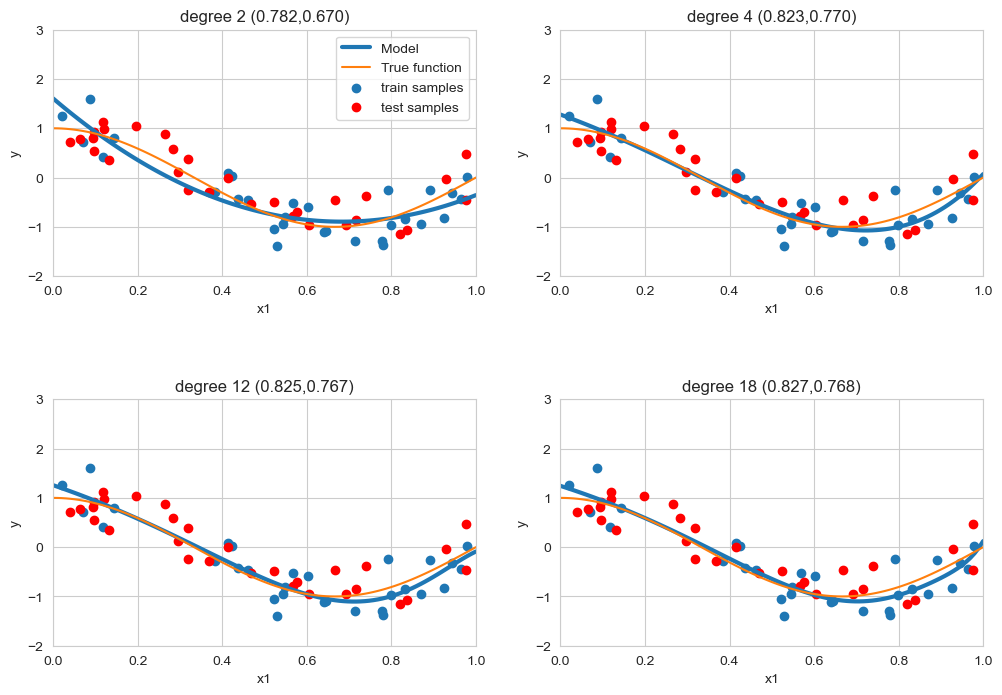 degree 2 (0.782,0.670)
3
2
1
0
−1
−2
y
0.0 0.2 0.4 0.6 0.8 1.0
x1
Model
True function
train samples
test samples
degree 4 (0.823,0.770)
3
2
1
0
−1
−2
y
0.0 0.2 0.4 0.6 0.8 1.0
x1
degree 12 (0.825,0.767)
3
2
1
0
−1
−2
y
0.0 0.2 0.4 0.6 0.8 1.0
x1
degree 18 (0.827,0.768)
3
2
1
0
−1
−2
y
0.0 0.2 0.4 0.6 0.8 1.0
x1